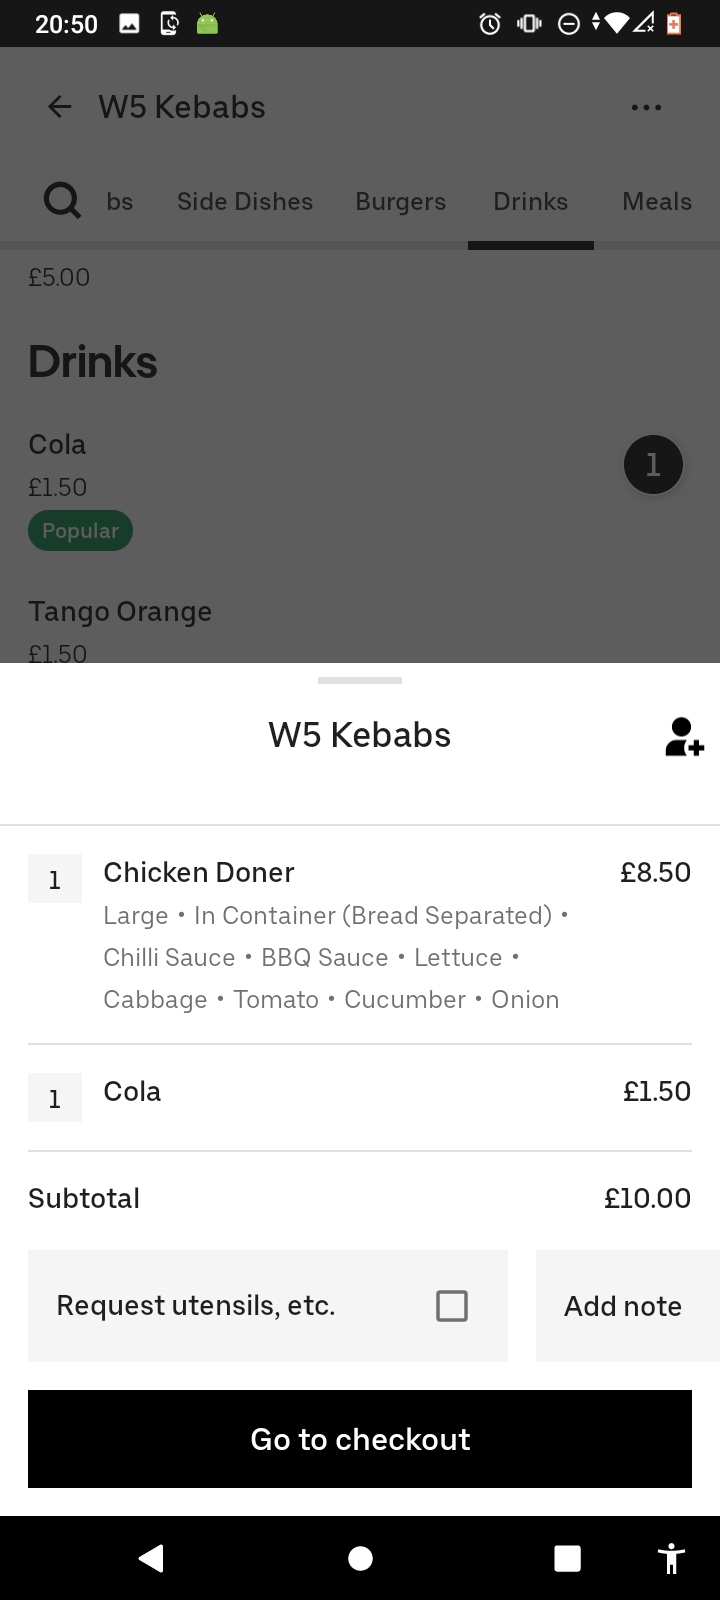 20:50
W5 Kebabs
bs Side Dishes Burgers Drinks Meals
£5.00
Drinks
Cola
1
£1.50
Popular
Tango Orange
£1.50
W5 Kebabs
1 Chicken Doner £8.50
Large • In Container (Bread Separated) •
Chilli Sauce • BBQ Sauce • Lettuce •
Cabbage • Tomato • Cucumber • Onion
1 Cola £1.50
Subtotal £10.00
Request utensils, etc. Add note
Go to checkout